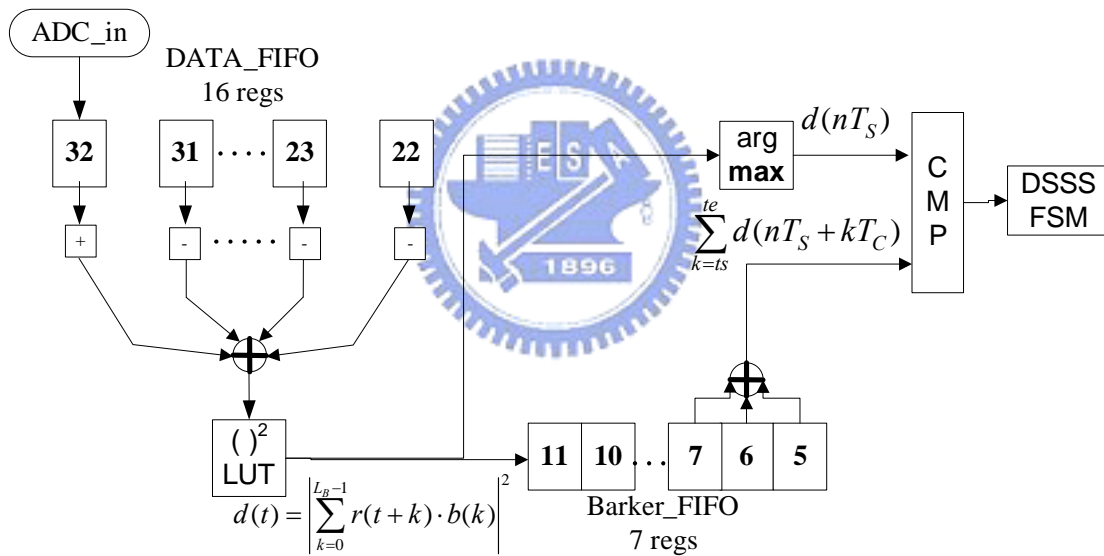 ADC_in
DATA_FIFO
16 regs
32 31 · · · · 23 22
+ - · · · · · - -
( )² LUT
d(t) = |∑_{k=0}^{L_B-1} r(t+k)·b(k)|²
11 10 ... 7 6 5
Barker_FIFO
7 regs
arg
max
d(nT_S)
∑_{k=ts}^{te} d(nT_S + kT_C)
C
M
P
DSSS
FSM
ES
1896